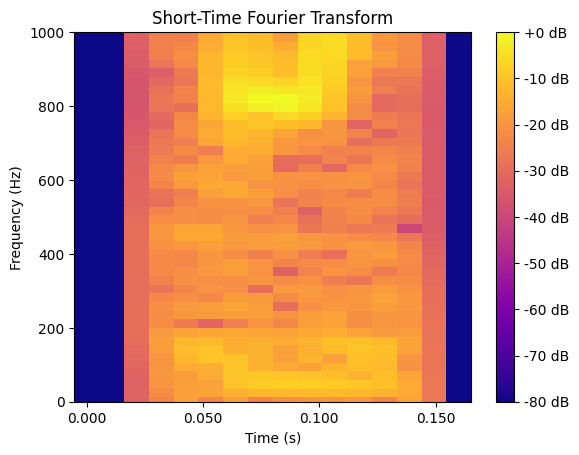 Short-Time Fourier Transform
Frequency (Hz)
1000
800
600
400
200
0
0.000
0.050
0.100
0.150
Time (s)
+0 dB
-10 dB
-20 dB
-30 dB
-40 dB
-50 dB
-60 dB
-70 dB
-80 dB